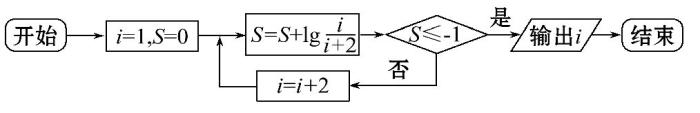 开始
i=1,S=0
S=S+lg i/i+2
S≤-1
是
输出i
结束
否
i=i+2